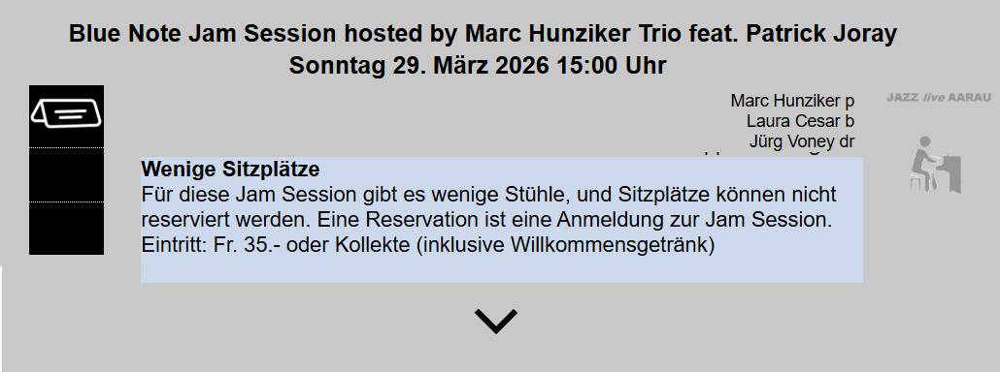 Blue Note Jam Session hosted by Marc Hunziker Trio feat. Patrick Joray
Sonntag 29. März 2026 15:00 Uhr
Marc Hunziker p
Laura Cesar b
Jürg Voney dr
JAZZ live AARAU
Wenige Sitzplätze
Für diese Jam Session gibt es wenige Stühle, und Sitzplätze können nicht
reserviert werden. Eine Reservation ist eine Anmeldung zur Jam Session.
Eintritt: Fr. 35.- oder Kollekte (inklusive Willkommensgetränk)